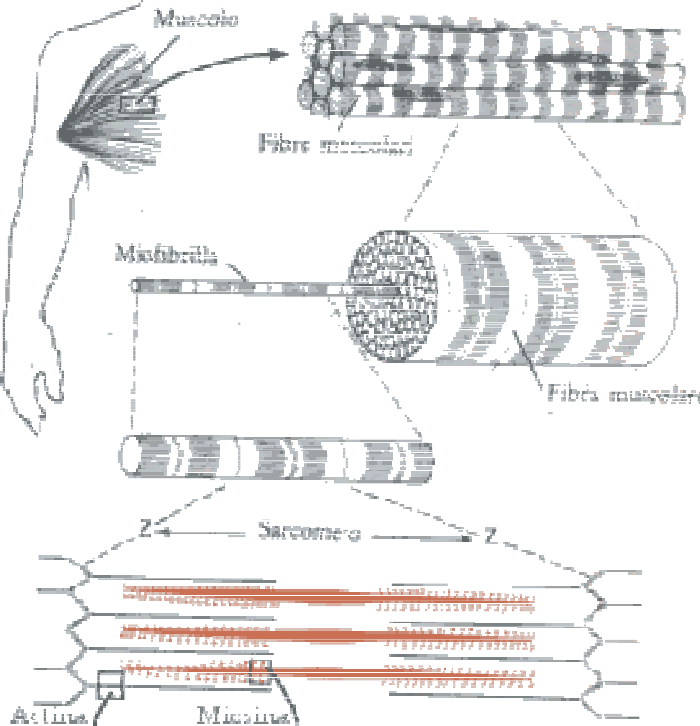 Muscolo
Fibre muscolari
Miofibrilla
Fibra muscolare
Z Sarcomero Z
Actina Miosina